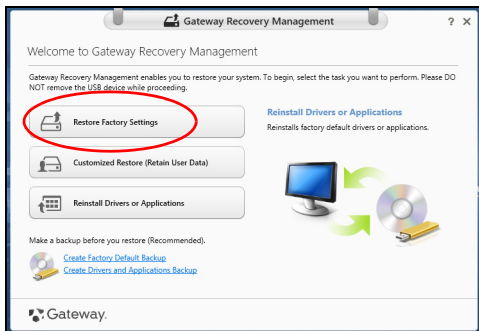 Gateway Recovery Management
? X
Welcome to Gateway Recovery Management
Gateway Recovery Management enables you to restore your system. To begin, select the task you want to perform. Please DO
NOT remove the USB device while proceeding.
Restore Factory Settings
Customized Restore (Retain User Data)
Reinstall Drivers or Applications
Reinstall Drivers or Applications
Reinstalls factory default drivers or applications.
Make a backup before you restore (Recommended).
Create Factory Default Backup
Create Drivers and Applications Backup
Gateway.